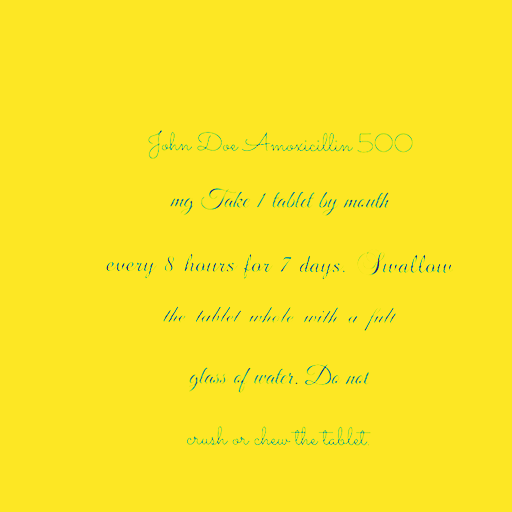 John Doe Amoxicillin 500
mg Take 1 tablet by mouth
every 8 hours for 7 days. Swallow
the tablet whole with a full
glass of water. Do not
crush or chew the tablet.